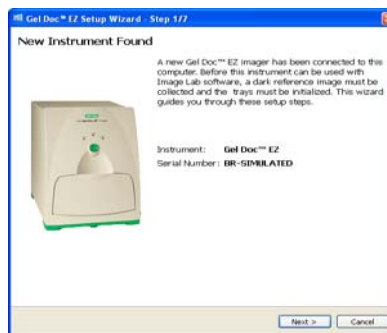 Gel Doc™ EZ Setup Wizard - Step 1/7
New Instrument Found
A new Gel Doc™ EZ imager has been connected to this
computer. Before this instrument can be used with
Image Lab software, a dark reference image must be
collected and the trays must be initialized. This wizard
guides you through these setup steps.
Instrument: Gel Doc™ EZ
Serial Number: BR-SIMULATED
Next > Cancel